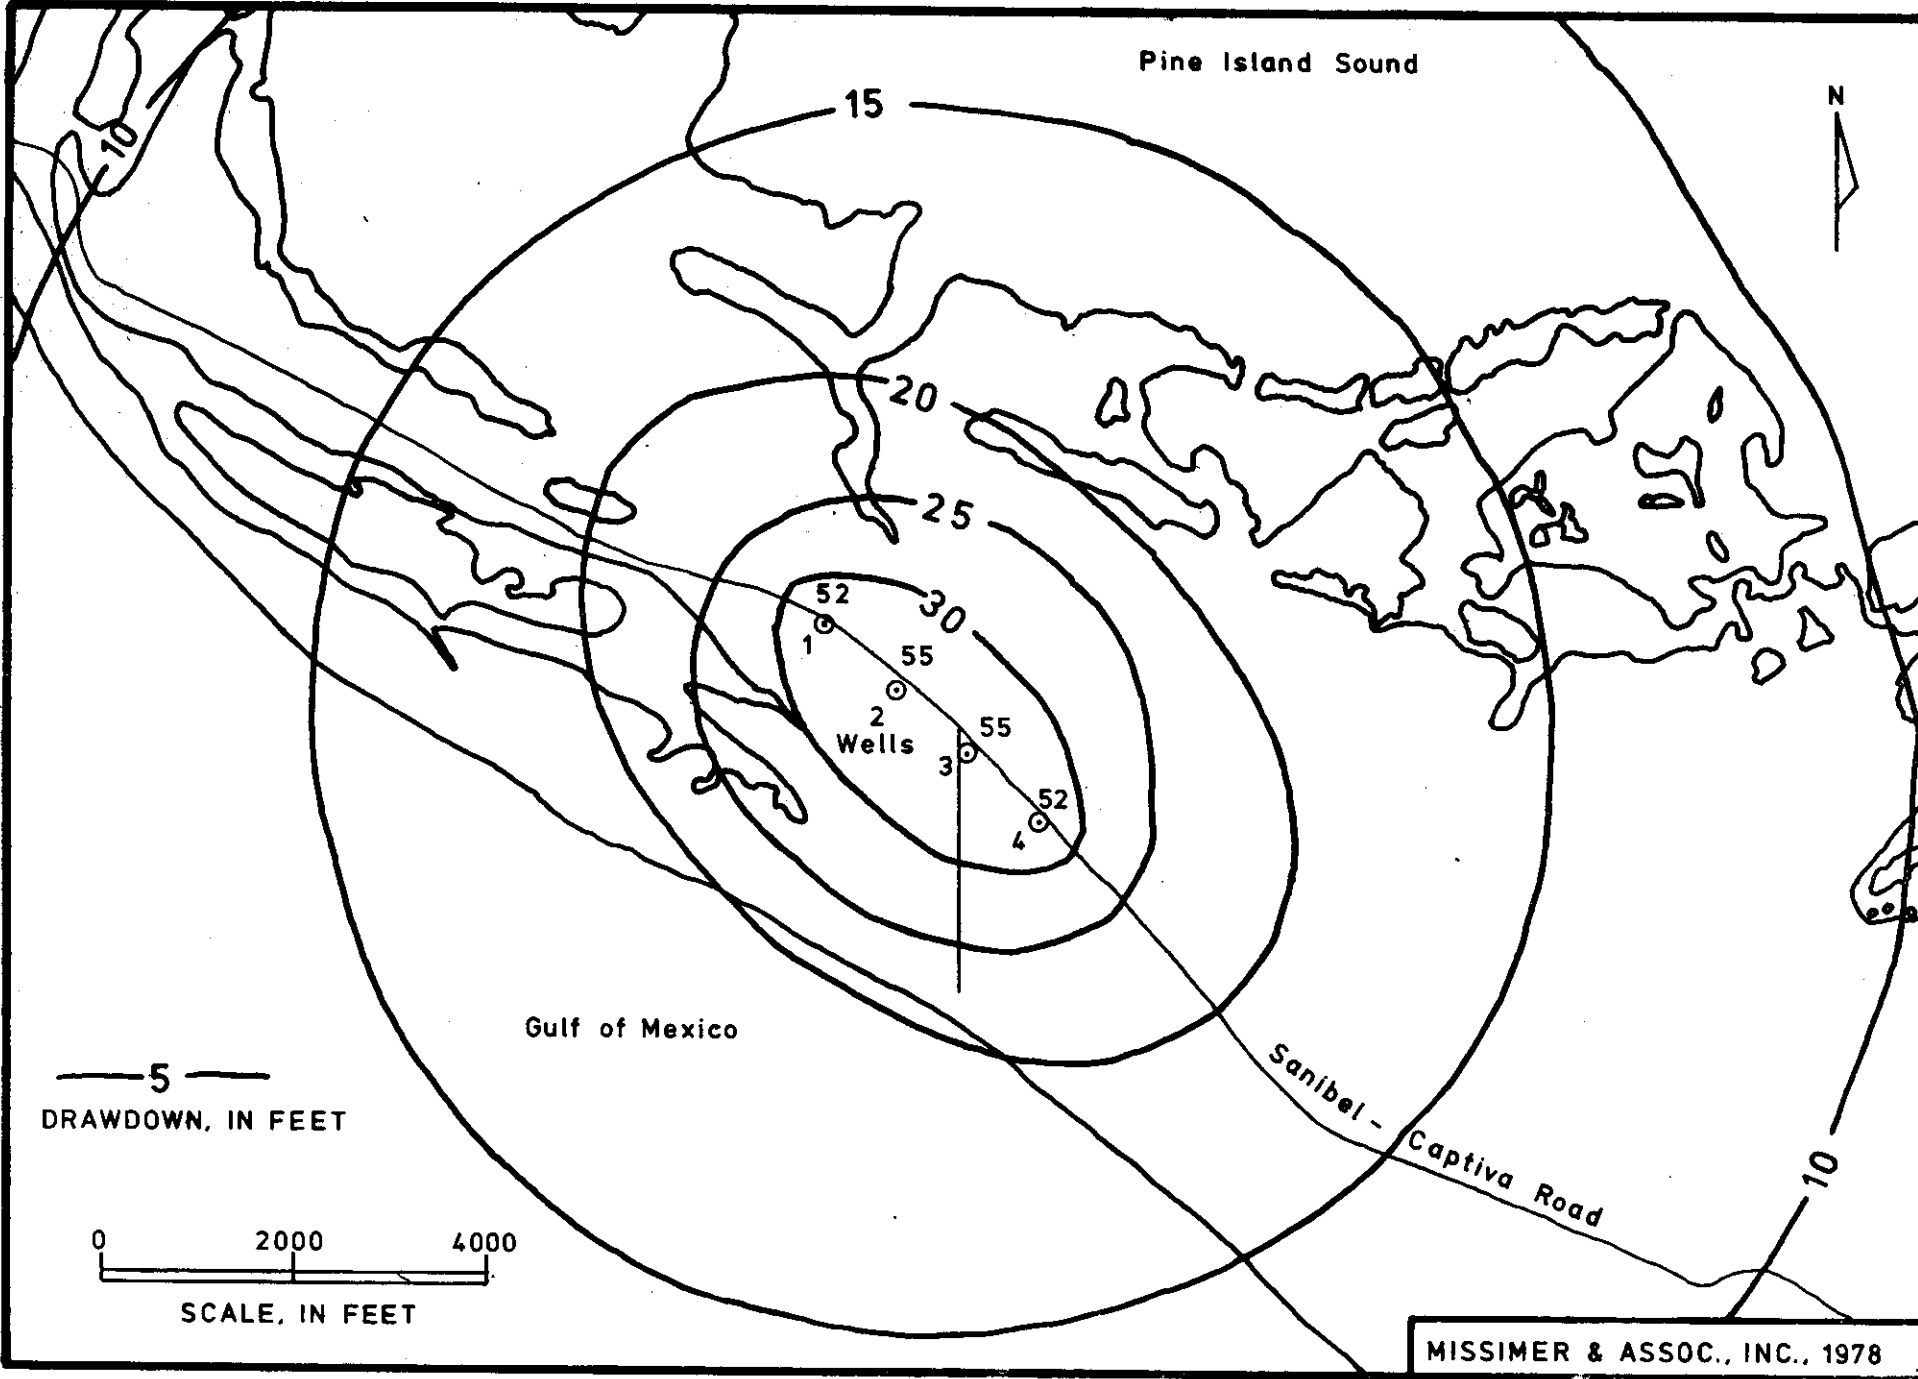 Pine Island Sound
N
15
10
20
25
30
52
1
55
2
Wells
55
3
52
4
Gulf of Mexico
5
DRAWDOWN, IN FEET
Sanibel - Captiva Road
10
0 2000 4000
SCALE, IN FEET
MISSIMER & ASSOC., INC., 1978